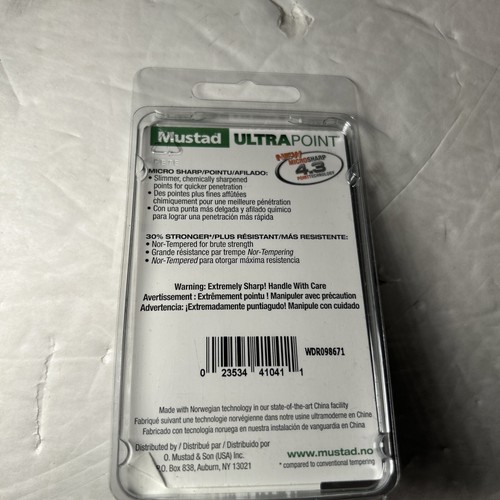 Mustad ULTRAPOINT
NEW
MICROSHARP
4.3
POINT TECHNOLOGY
MICRO SHARP/POINTU/AFILADO:
• Slimmer, chemically sharpened
points for quicker penetration
• Des pointes plus fines affûtées
chimiquement pour une meilleure pénétration
• Con una punta más delgada y afilado químico
para lograr una penetración más rápida
30% STRONGER*/PLUS RÉSISTANT/MÁS RESISTENTE:
• Nor-Tempered for brute strength
• Grande résistance par trempe Nor-Tempering
• Nor-Tempered para otorgar máxima resistencia
Warning: Extremely Sharp! Handle With Care
Avertissement : Extrêmement pointu ! Manipuler avec précaution
Advertencia: ¡Extremadamente puntiagudo! Manipule con cuidado
WDR098671
0 23534 41041 1
Made with Norwegian technology in our state-of-the-art China facility
Fabriqué suivant une technologie norvégienne dans notre usine ultramoderne en Chine
Fabricado con tecnología noruega en nuestra instalación de vanguardia en China
Distributed by / Distribué par / Distribuido por
O. Mustad & Son (USA) Inc.
P.O. Box 838, Auburn, NY 13021
www.mustad.no
* compared to conventional tempering